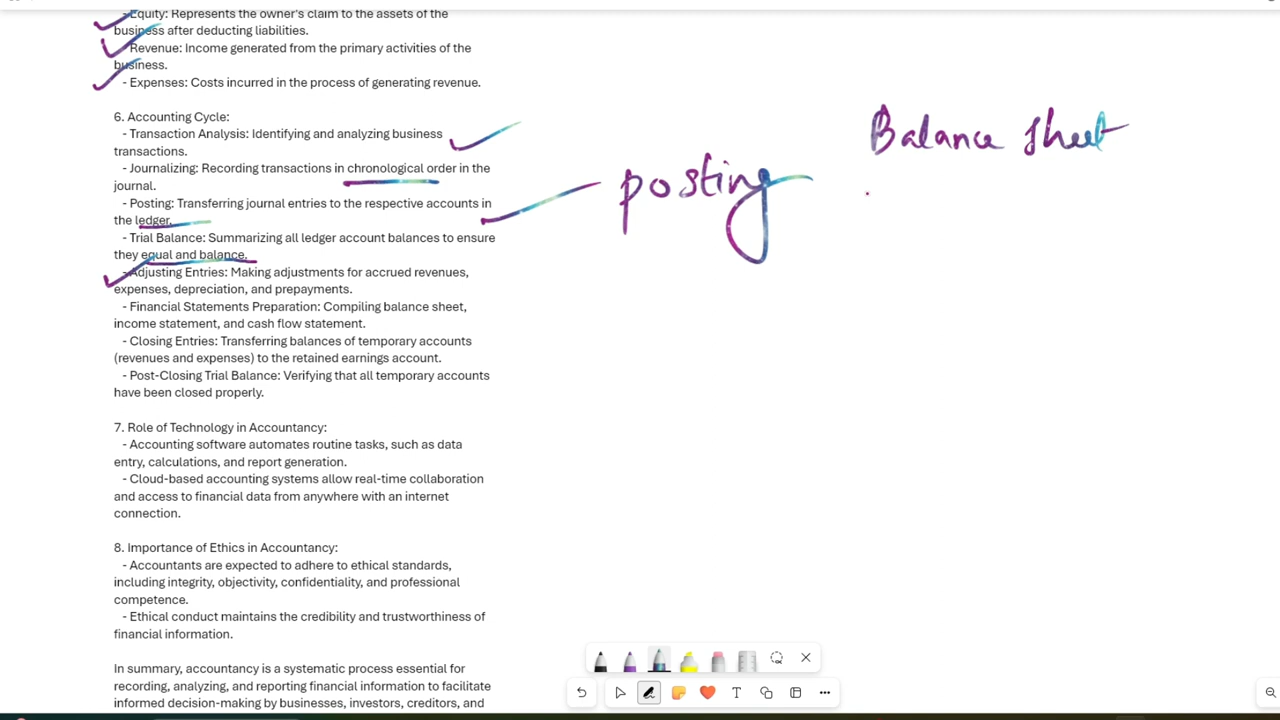 - Equity: Represents the owner's claim to the assets of the
business after deducting liabilities.
- Revenue: Income generated from the primary activities of the
business.
- Expenses: Costs incurred in the process of generating revenue.
6. Accounting Cycle:
- Transaction Analysis: Identifying and analyzing business
transactions.
- Journalizing: Recording transactions in chronological order in the
journal.
- Posting: Transferring journal entries to the respective accounts in
the ledger.
- Trial Balance: Summarizing all ledger account balances to ensure
they equal and balance.
- Adjusting Entries: Making adjustments for accrued revenues,
expenses, depreciation, and prepayments.
- Financial Statements Preparation: Compiling balance sheet,
income statement, and cash flow statement.
- Closing Entries: Transferring balances of temporary accounts
(revenues and expenses) to the retained earnings account.
- Post-Closing Trial Balance: Verifying that all temporary accounts
have been closed properly.
7. Role of Technology in Accountancy:
- Accounting software automates routine tasks, such as data
entry, calculations, and report generation.
- Cloud-based accounting systems allow real-time collaboration
and access to financial data from anywhere with an internet
connection.
8. Importance of Ethics in Accountancy:
- Accountants are expected to adhere to ethical standards,
including integrity, objectivity, confidentiality, and professional
competence.
- Ethical conduct maintains the credibility and trustworthiness of
financial information.
In summary, accountancy is a systematic process essential for
recording, analyzing, and reporting financial information to facilitate
informed decision-making by businesses, investors, creditors, and
posting
Balance sheet